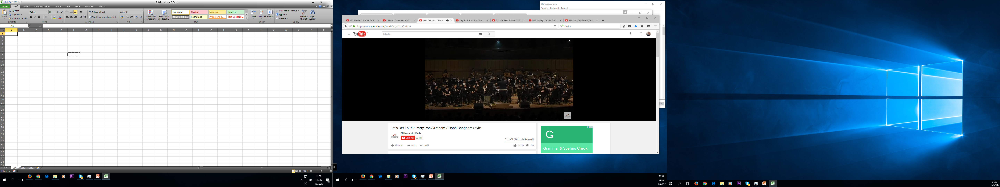 Sešit1 - Microsoft Excel
Soubor Domů Vložení Rozložení stránky Vzorce Data Revize Zobrazení Vývojář
Vložit
Vyjmout
Kopírovat
Kopírovat formát
Schránka
Calibri 11
Písmo
Zalamovat text
Sloučit a zarovnat na střed
Zarovnání
Obecný
Číslo
Podmíněné formátování
Formátovat jako tabulku
Normální Chybně Neutrální Správně
Kontrolní bu... Poznámka Propojená b... Text upozorn...
Styly
Vložit Odstranit Formát
Buňky
Automatické shrnutí
Vyplnit
Vymazat
Seřadit a filtrovat
Najít a vybrat
Úpravy
A1
fx
A B C D E F G H I J K L M N O P Q R S T U V W X Y Z
1
2
3
4
5
6
7
8
9
10
11
12
13
14
15
16
17
18
19
20
21
22
23
24
25
26
27
28
29
30
31
32
33
34
35
36
37
38
39
List1 List2 List3
Připraven
100 %
CES
21:30
středa
15.3.2017
Správce úloh
Soubor Možnosti Zobrazit
80's Medley / Smoke On T...
Firework Overture - YouT...
Let's Get Loud / Party ...
Hey Soul Sister, Just The ...
80's Medley / Smoke On T...
80's Medley / Smoke On T...
The Lion King Finale (Final...
https://www.youtube.com/watch?v=jakbu9GMNJ8
Hledat
YouTube CZ
Hledat
Let's Get Loud / Party Rock Anthem / Oppa Gangnam Style
Philharmonic Winds
Odebírat 22 441
1 879 393 zhlédnutí
Přidat do Sdílet Další
20 734 399
Grammar & Spelling Check
21:30
středa
15.3.2017
21:30
15.3.2017